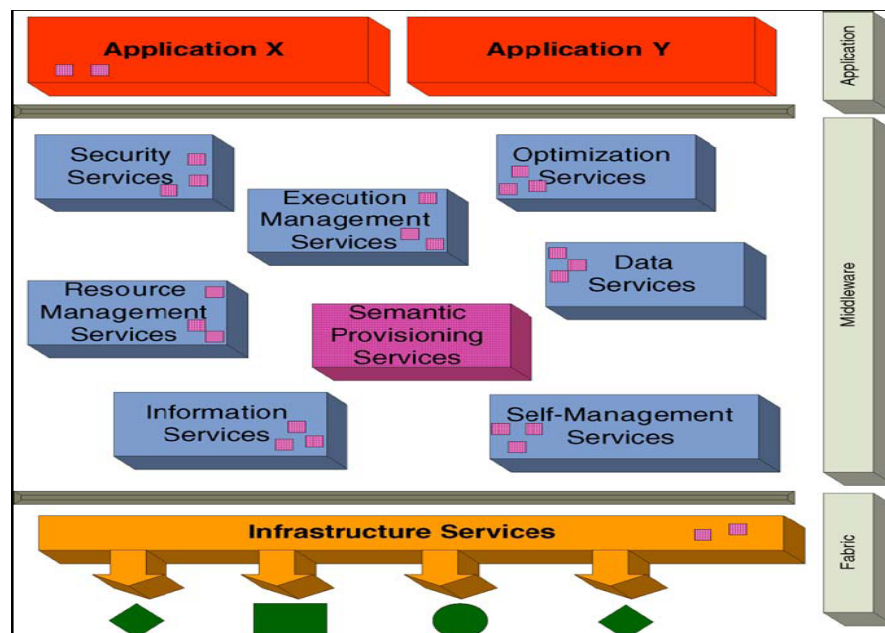 Application X
Application Y
Application
Security
Services
Optimization
Services
Execution
Management
Services
Data
Services
Resource
Management
Services
Semantic
Provisioning
Services
Middleware
Information
Services
Self-Management
Services
Infrastructure Services
Fabric